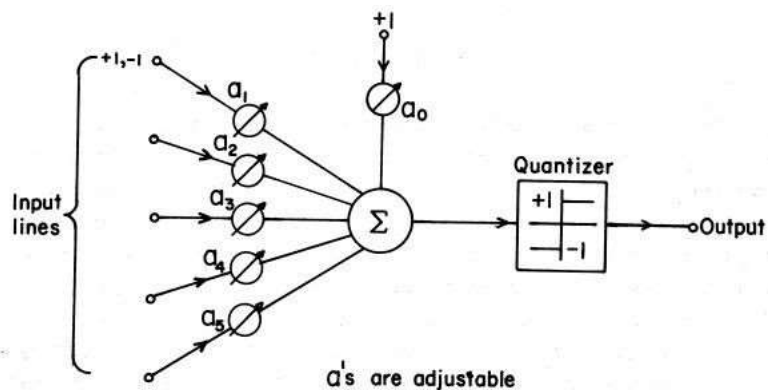 +1
+1,-1
a₁
a₀
a₂
Quantizer
Input
lines
a₃
Σ
+1
-1
Output
a₄
a₅
a's are adjustable